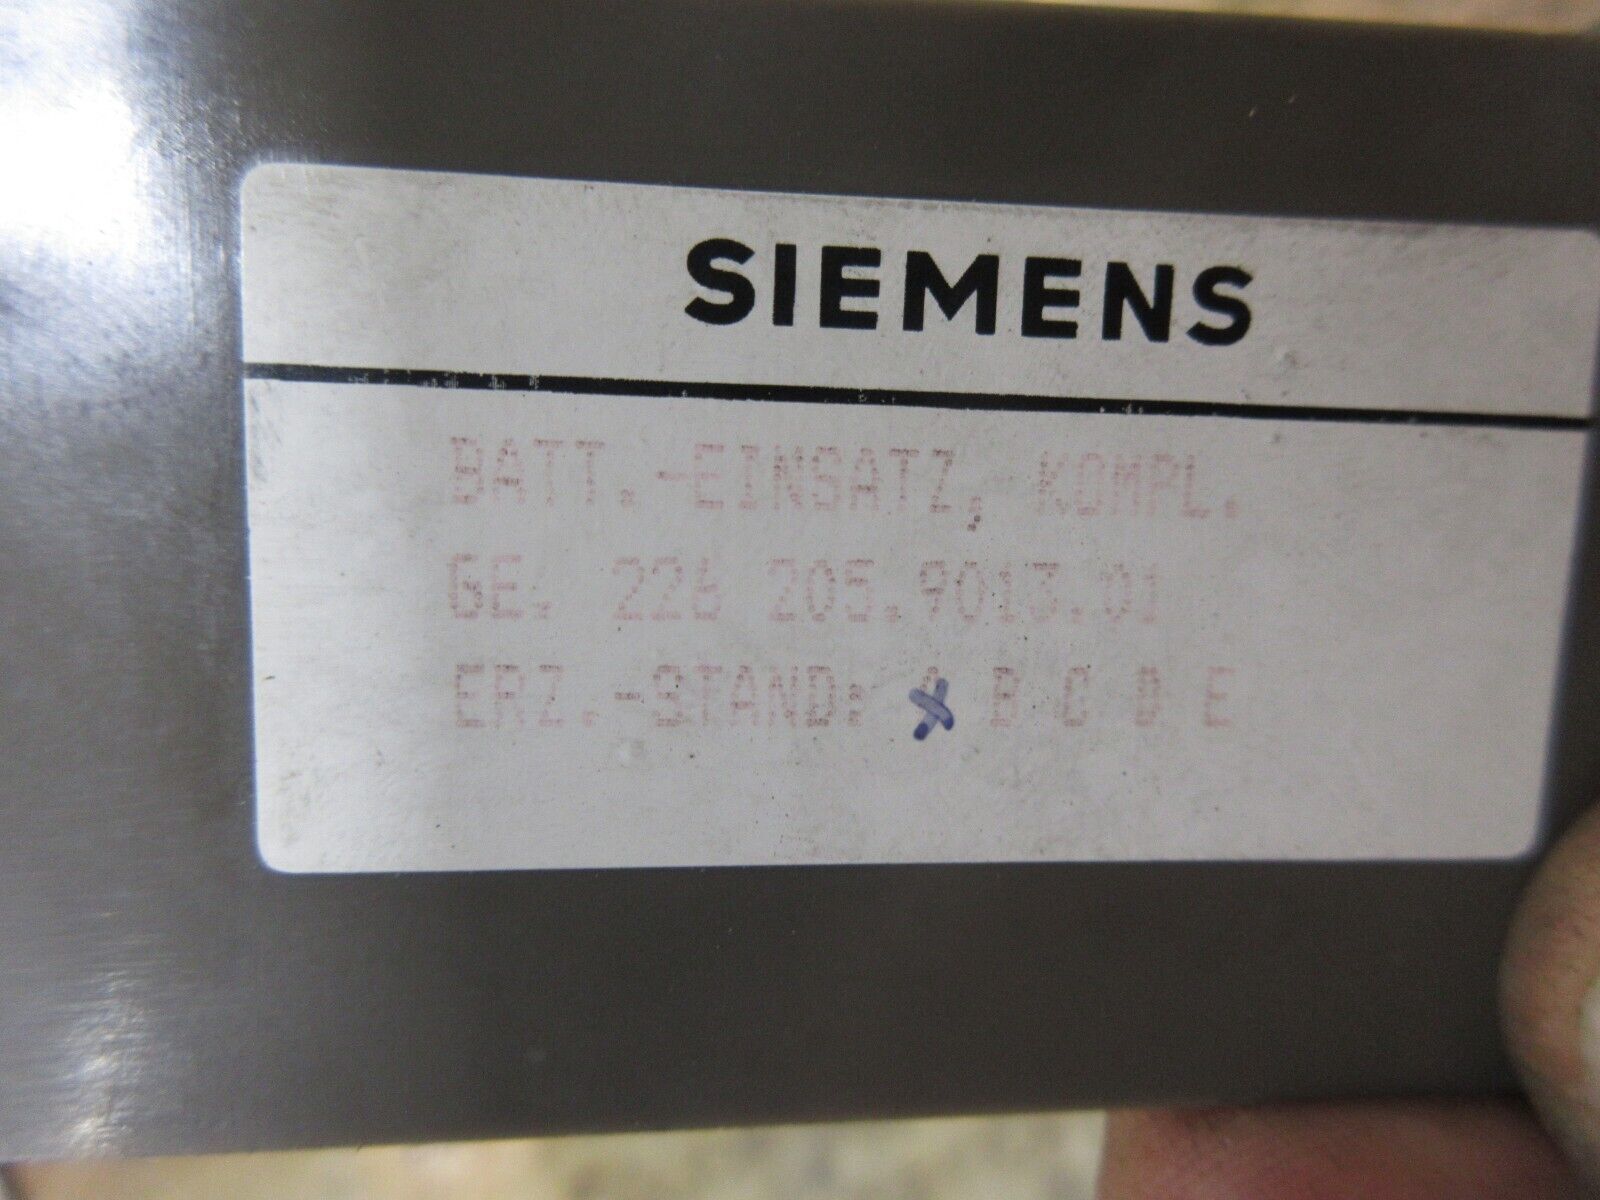 SIEMENS
BATT.-EINSATZ, KOMPL.
GE. 226 205.9013.01
ERZ.-STAND: A B C D E